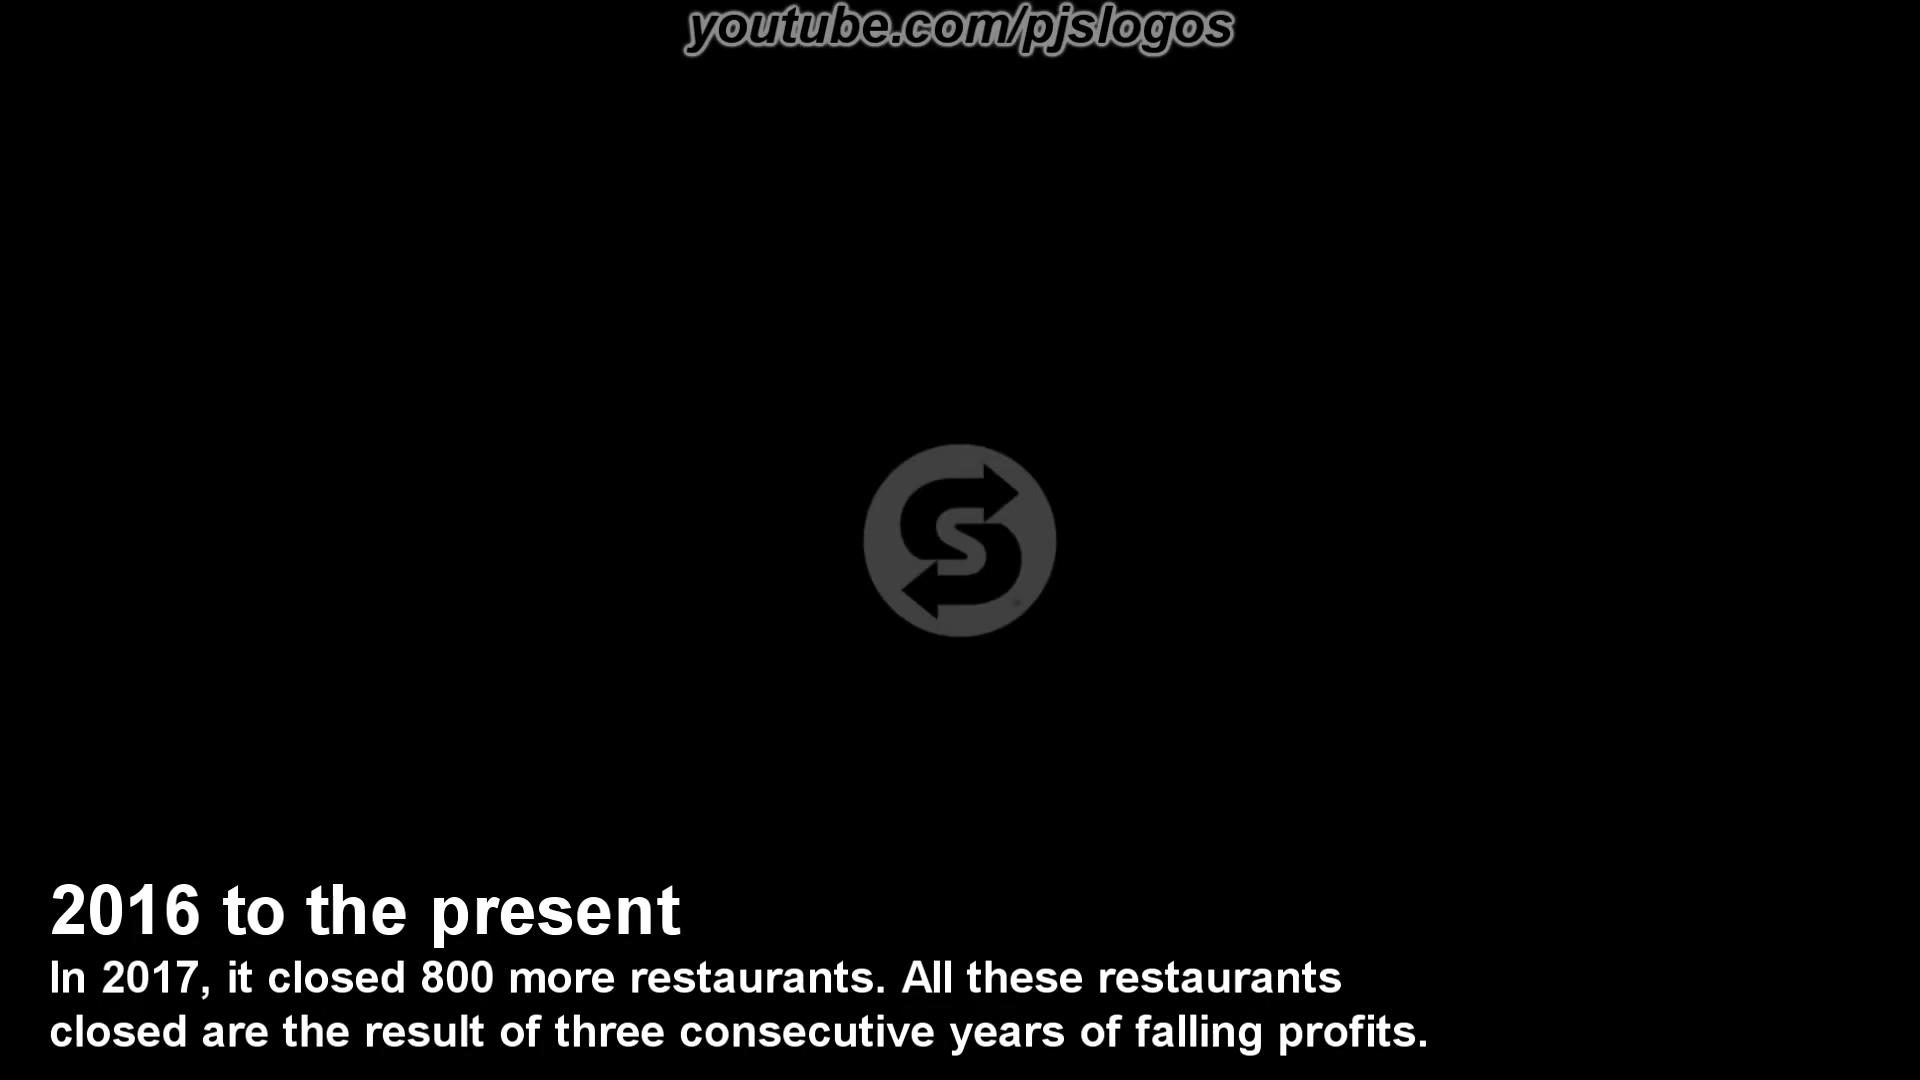 youtube.com/pjslogos
S
2016 to the present
In 2017, it closed 800 more restaurants. All these restaurants
closed are the result of three consecutive years of falling profits.